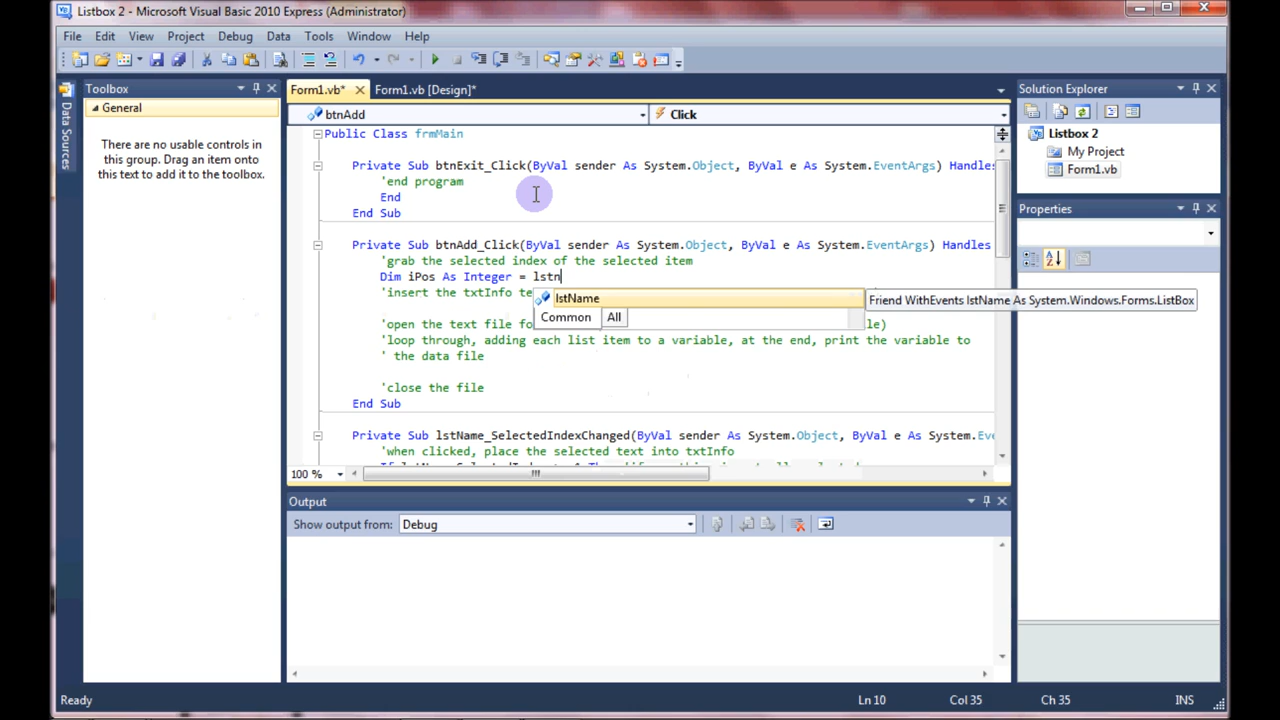 Listbox 2 - Microsoft Visual Basic 2010 Express (Administrator)
File Edit View Project Debug Data Tools Window Help
Data Sources
Toolbox
General
There are no usable controls in
this group. Drag an item onto
this text to add it to the toolbox.
Form1.vb* Form1.vb [Design]*
btnAdd Click
Public Class frmMain
Private Sub btnExit_Click(ByVal sender As System.Object, ByVal e As System.EventArgs) Handles
'end program
End
End Sub
Private Sub btnAdd_Click(ByVal sender As System.Object, ByVal e As System.EventArgs) Handles
'grab the selected index of the selected item
Dim iPos As Integer = lstn
'insert the txtInfo te
lstName
Friend WithEvents lstName As System.Windows.Forms.ListBox
Common All
'open the text file fo le)
'loop through, adding each list item to a variable, at the end, print the variable to
' the data file
'close the file
End Sub
Private Sub lstName_SelectedIndexChanged(ByVal sender As System.Object, ByVal e As System.Eve
'when clicked, place the selected text into txtInfo
100 %
Output
Show output from: Debug
Solution Explorer
Listbox 2
My Project
Form1.vb
Properties
Ready Ln 10 Col 35 Ch 35 INS